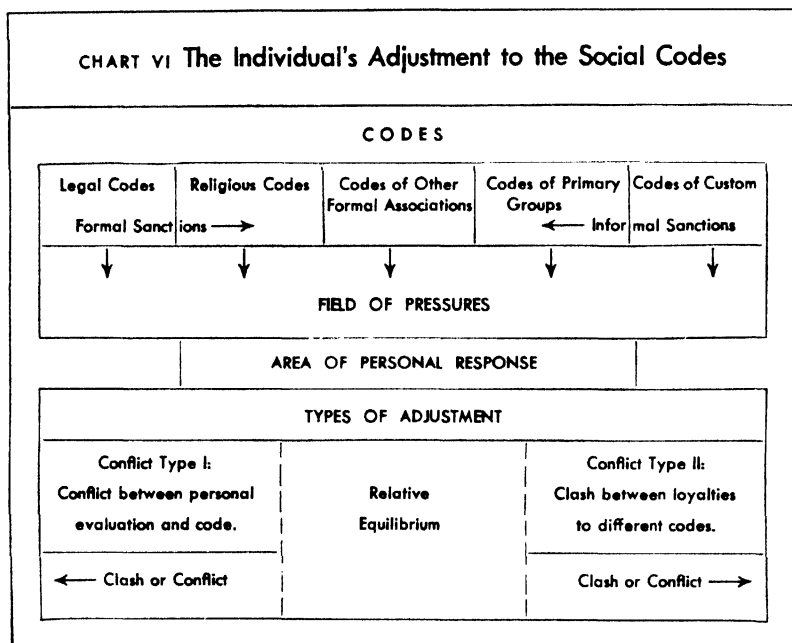 CHART VI The Individual's Adjustment to the Social Codes
CODES
Legal Codes
Religious Codes
Codes of Other
Formal Associations
Codes of Primary
Groups
Codes of Custom
Formal Sanctions →
← Informal Sanctions
↓ ↓ ↓ ↓ ↓
FIELD OF PRESSURES
AREA OF PERSONAL RESPONSE
TYPES OF ADJUSTMENT
Conflict Type I:
Conflict between personal
evaluation and code.
← Clash or Conflict
Relative
Equilibrium
Conflict Type II:
Clash between loyalties
to different codes.
Clash or Conflict →